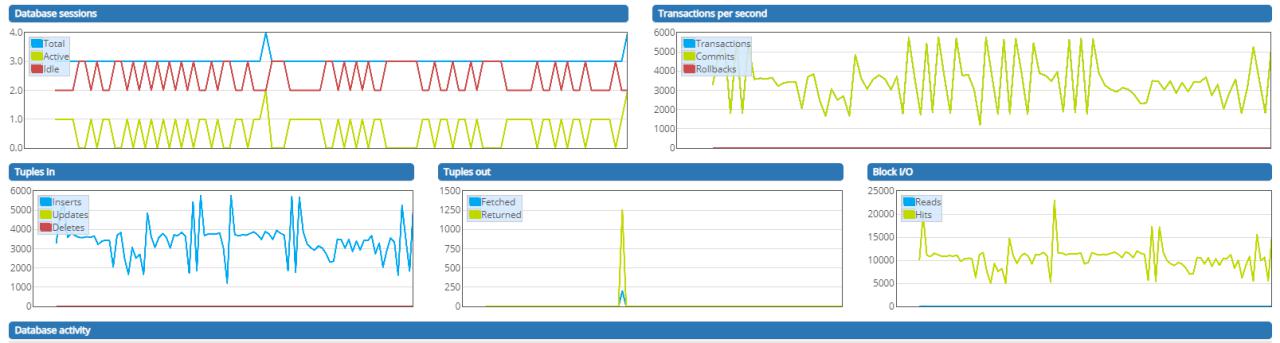 Database sessions
Transactions per second
4.0
3.0
2.0
1.0
0.0
Total
Active
Idle
6000
5000
4000
3000
2000
1000
0
Transactions
Commits
Rollbacks
Tuples in
Tuples out
Block I/O
6000
5000
4000
3000
2000
1000
0
Inserts
Updates
Deletes
1500
1250
1000
750
500
250
0
Fetched
Returned
25000
20000
15000
10000
5000
0
Reads
Hits
Database activity